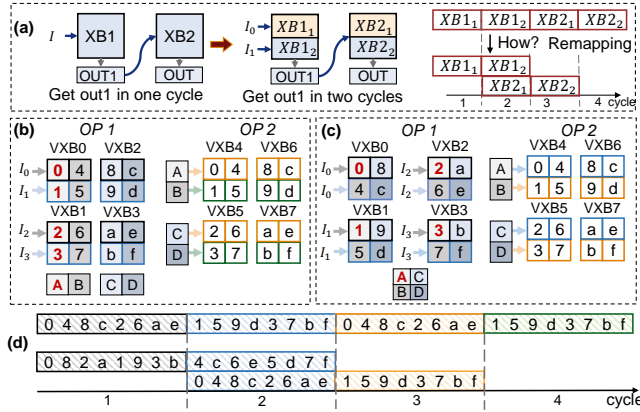 (a)
I XB1 XB2
OUT1 OUT
Get out1 in one cycle
I₀ XB1₁ XB2₁
I₁ XB1₂ XB2₂
OUT1 OUT
Get out1 in two cycles
XB1₁ XB1₂ XB2₁ XB2₂
How? Remapping
XB1₁ XB1₂
XB2₁ XB2₂
1 2 3 4 cycle
(b) OP 1 OP 2
VXB0 VXB2 VXB4 VXB6
I₀ 0 4 8 c A 0 4 8 c
I₁ 1 5 9 d B 1 5 9 d
VXB1 VXB3 VXB5 VXB7
I₂ 2 6 a e C 2 6 a e
I₃ 3 7 b f D 3 7 b f
A B C D
(c) OP 1 OP 2
VXB0 VXB2 VXB4 VXB6
I₀ 0 8 I₂ 2 a A 0 4 8 c
I₀ 4 c I₂ 6 e B 1 5 9 d
VXB1 VXB3 VXB5 VXB7
I₁ 1 9 I₃ 3 b C 2 6 a e
I₁ 5 d I₃ 7 f D 3 7 b f
A C
B D
(d)
0 4 8 c 2 6 a e 1 5 9 d 3 7 b f 0 4 8 c 2 6 a e 1 5 9 d 3 7 b f
0 8 2 a 1 9 3 b 4 c 6 e 5 d 7 f
0 4 8 c 2 6 a e 1 5 9 d 3 7 b f
1 2 3 4 cycle